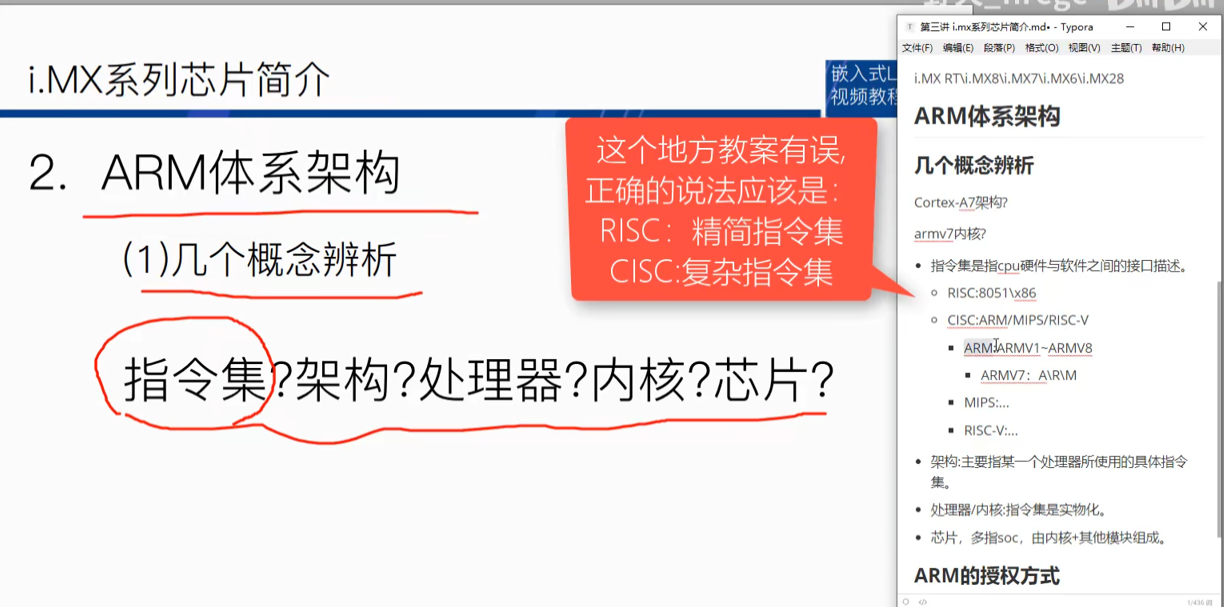 i.MX系列芯片简介
嵌入式L
视频教程
2. ARM体系架构
(1)几个概念辨析
指令集?架构?处理器?内核?芯片?
这个地方教案有误,
正确的说法应该是：
RISC：精简指令集
CISC:复杂指令集
第三讲 i.mx系列芯片简介.md• - Typora
文件(F) 编辑(E) 段落(P) 格式(O) 视图(V) 主题(T) 帮助(H)
i.MX RT\i.MX8\i.MX7\i.MX6\i.MX28
ARM体系架构
几个概念辨析
Cortex-A7架构?
armv7内核?
指令集是指cpu硬件与软件之间的接口描述。
RISC:8051\x86
CISC:ARM/MIPS/RISC-V
ARM:ARMV1~ARMV8
ARMV7：A\R\M
MIPS:...
RISC-V:...
架构:主要指某一个处理器所使用的具体指令
集。
处理器/内核:指令集是实物化。
芯片，多指soc，由内核+其他模块组成。
ARM的授权方式